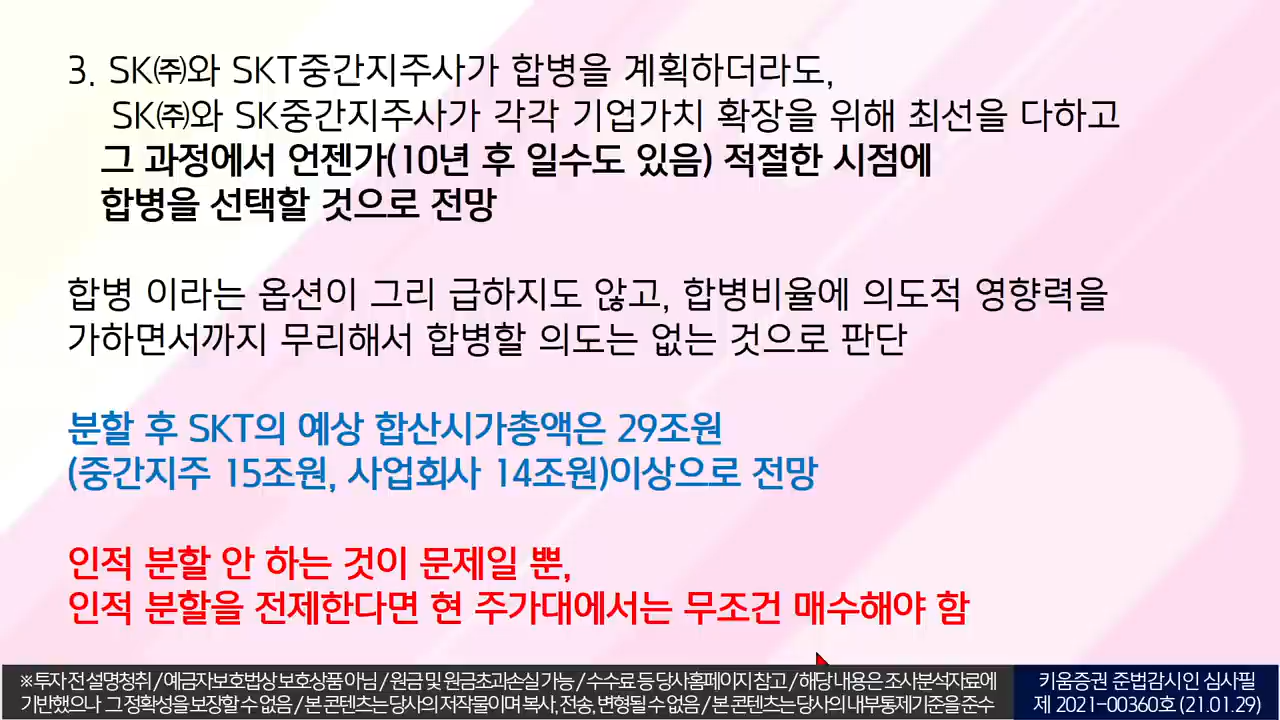 3. SK㈜와 SKT중간지주사가 합병을 계획하더라도,
SK㈜와 SK중간지주사가 각각 기업가치 확장을 위해 최선을 다하고
그 과정에서 언젠가(10년 후 일수도 있음) 적절한 시점에
합병을 선택할 것으로 전망
합병 이라는 옵션이 그리 급하지도 않고, 합병비율에 의도적 영향력을
가하면서까지 무리해서 합병할 의도는 없는 것으로 판단
분할 후 SKT의 예상 합산시가총액은 29조원
(중간지주 15조원, 사업회사 14조원)이상으로 전망
인적 분할 안 하는 것이 문제일 뿐,
인적 분할을 전제한다면 현 주가대에서는 무조건 매수해야 함
※ 투자 전 설명청취 / 예금자보호법상 보호상품 아님 / 원금 및 원금초과손실 가능 / 수수료 등 당사홈페이지 참고 / 해당 내용은 조사분석자료에
기반했으나 그 정확성을 보장할 수 없음 / 본 콘텐츠는 당사의 저작물이며 복사, 전송, 변형될 수 없음 / 본 콘텐츠는 당사의 내부통제기준을 준수
키움증권 준법감시인 심사필
제 2021-00360호 (21.01.29)